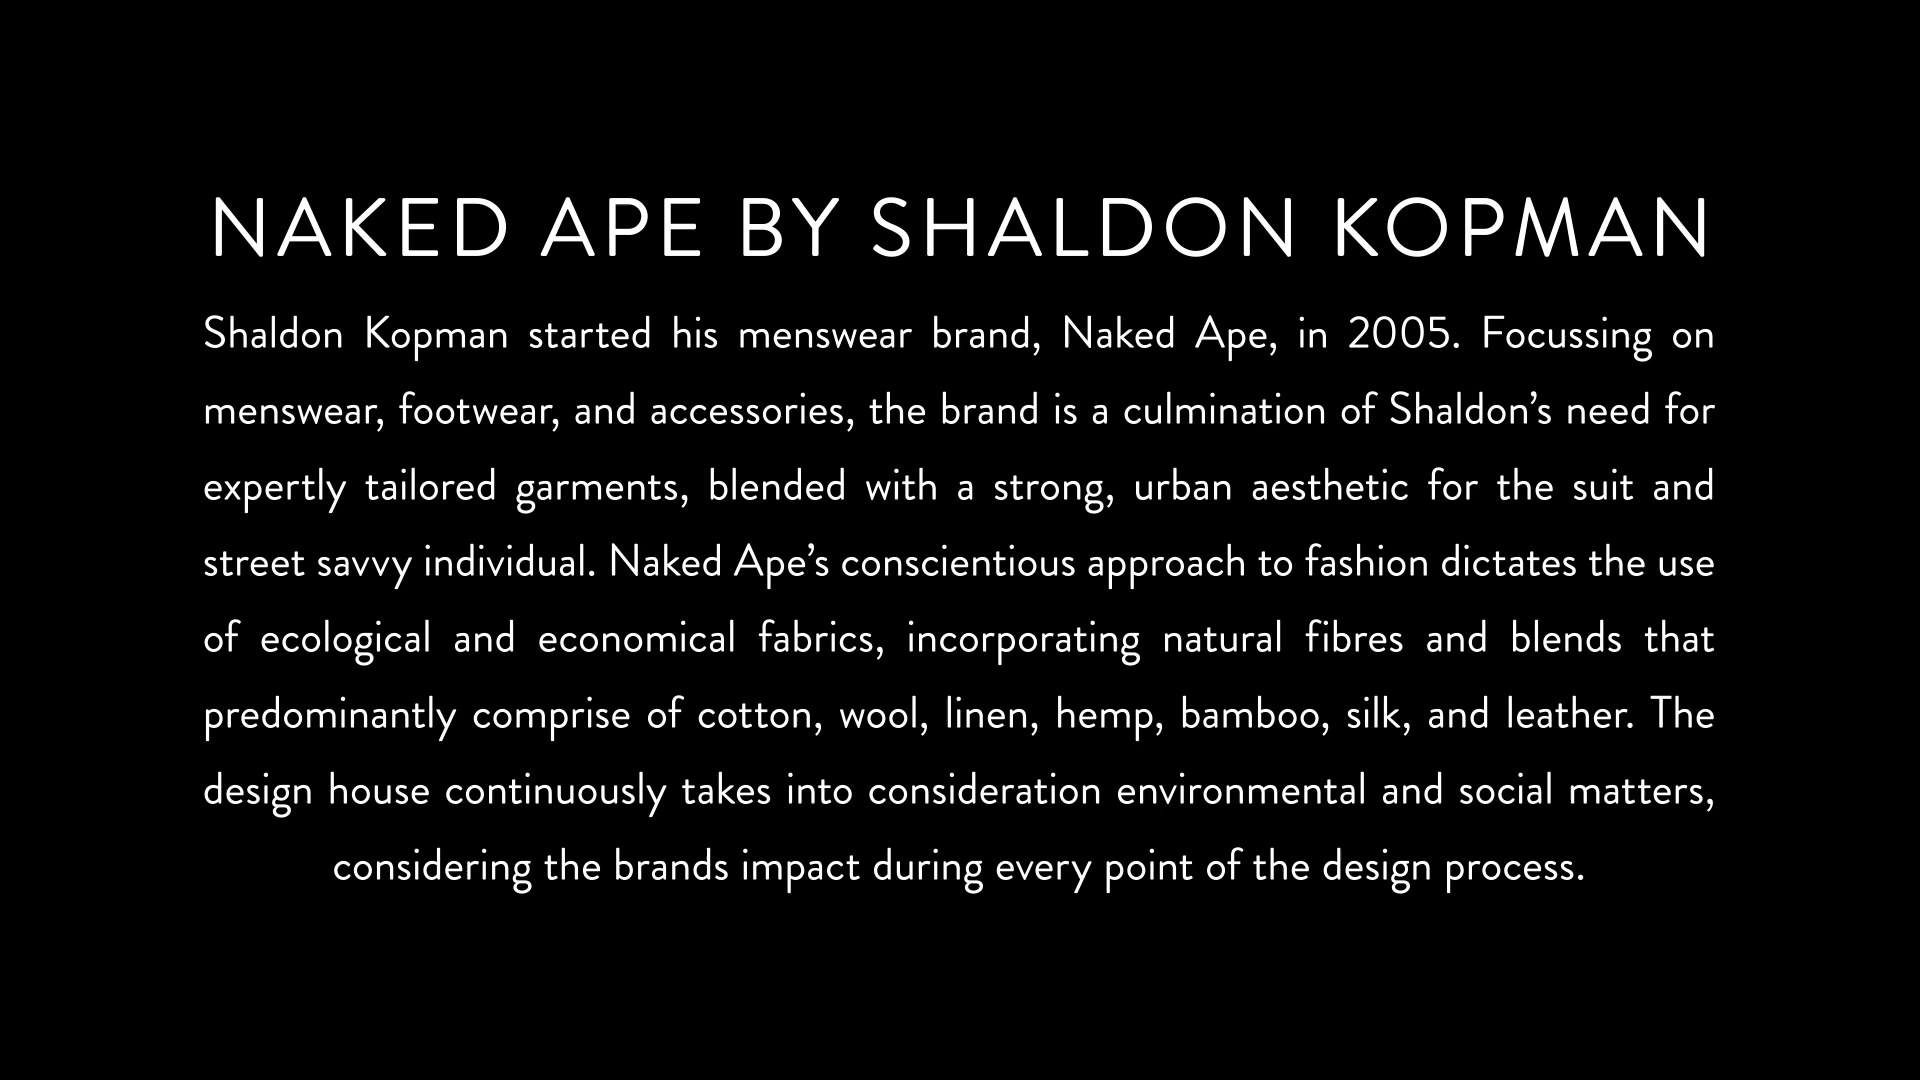 NAKED APE BY SHALDON KOPMAN
Shaldon Kopman started his menswear brand, Naked Ape, in 2005. Focussing on
menswear, footwear, and accessories, the brand is a culmination of Shaldon’s need for
expertly tailored garments, blended with a strong, urban aesthetic for the suit and
street savvy individual. Naked Ape’s conscientious approach to fashion dictates the use
of ecological and economical fabrics, incorporating natural fibres and blends that
predominantly comprise of cotton, wool, linen, hemp, bamboo, silk, and leather. The
design house continuously takes into consideration environmental and social matters,
considering the brands impact during every point of the design process.